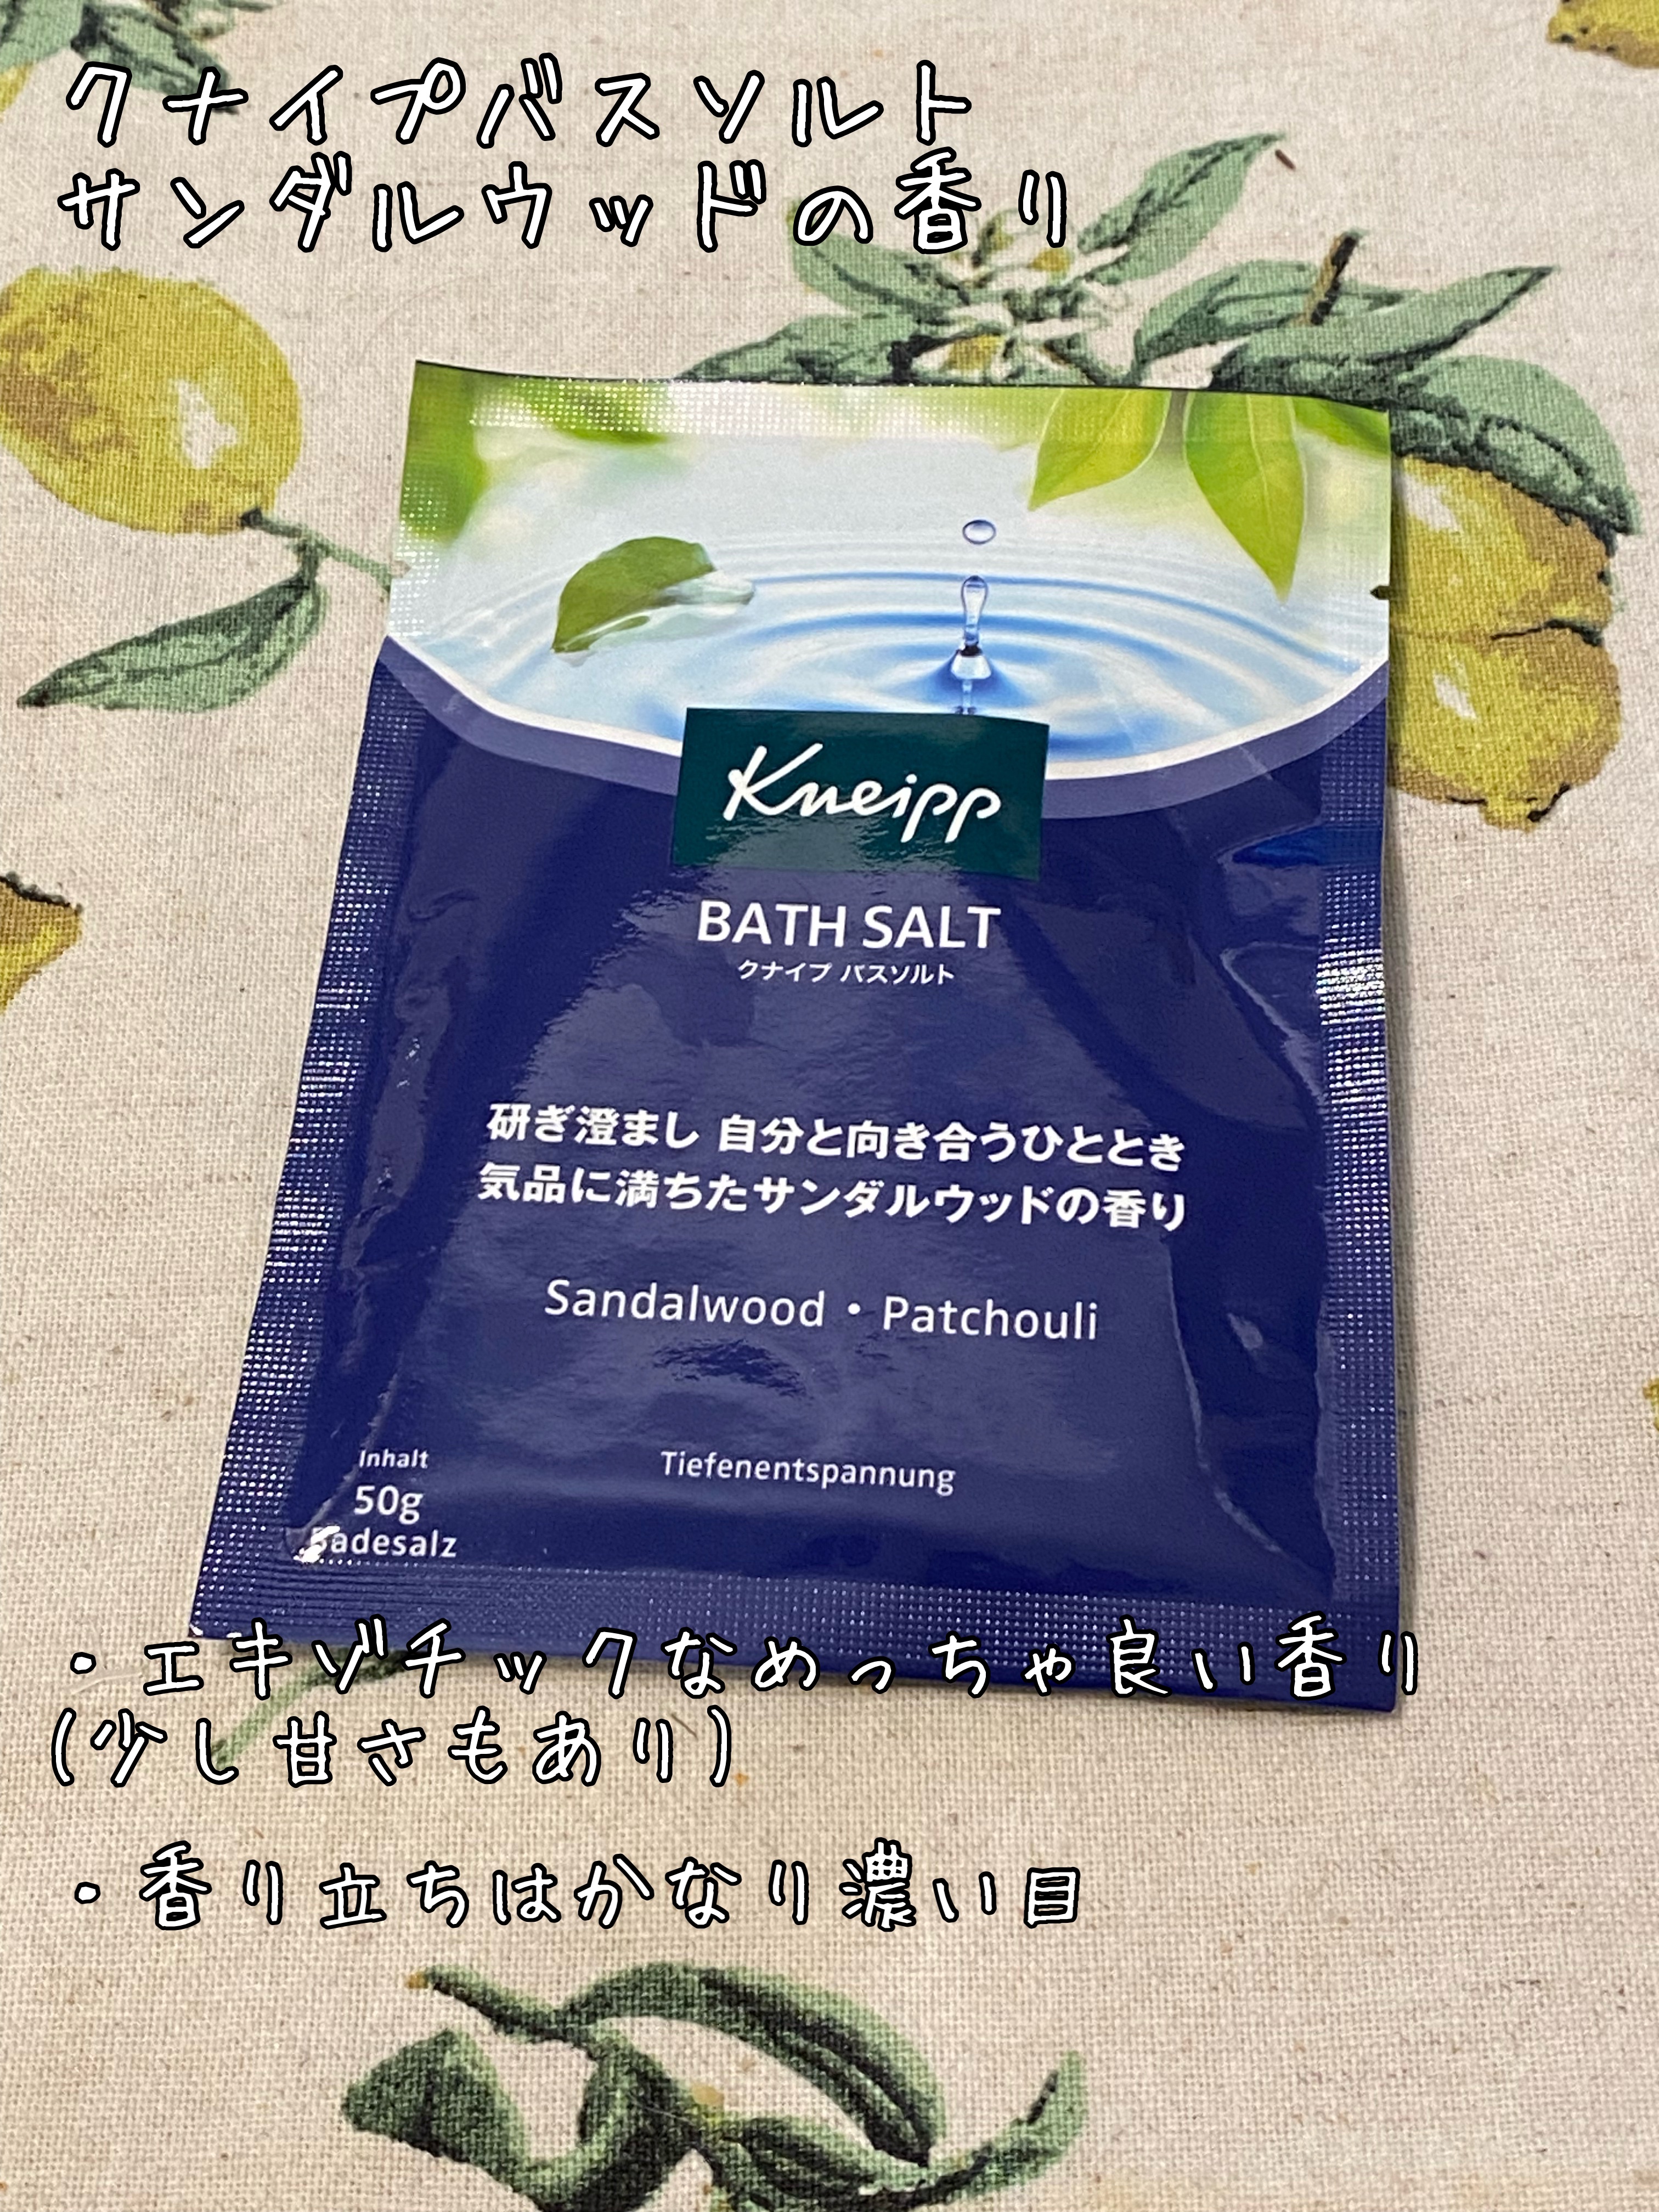 クナイプバスソルト
サンダルウッドの香り
Kneipp
BATH SALT
クナイプ バスソルト
研ぎ澄まし 自分と向き合うひととき
気品に満ちたサンダルウッドの香り
Sandalwood・Patchouli
Inhalt
50g
Badesalz
Tiefenentspannung
・エキゾチックなめっちゃ良い香り
(少し甘さもあり)
・香り立ちはかなり濃い目